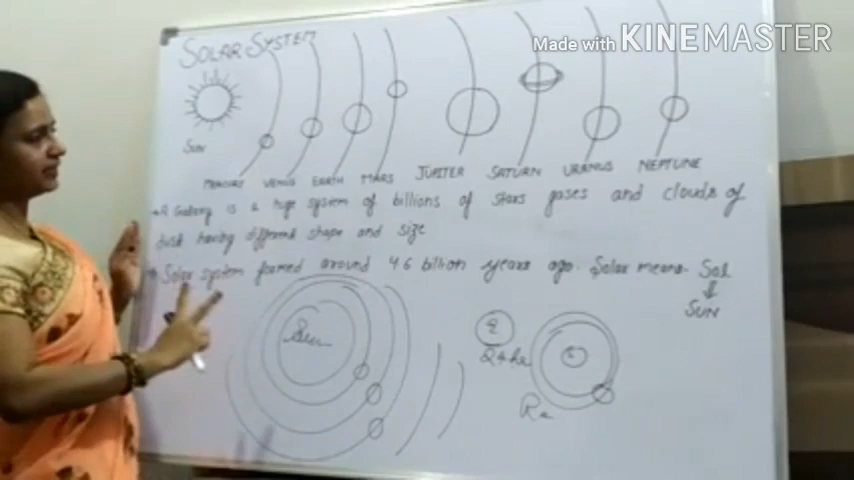 Made with KINEMASTER
SOLAR SYSTEM
Sun
VENUS EARTH MARS JUPITER SATURN URANUS NEPTUNE
A Galaxy is a huge system of billions of stars gases and clouds of
dust having different shape and size
Solar system formed around 4.6 billion years ago. Solar means Sol
SUN
Sun
24 hr